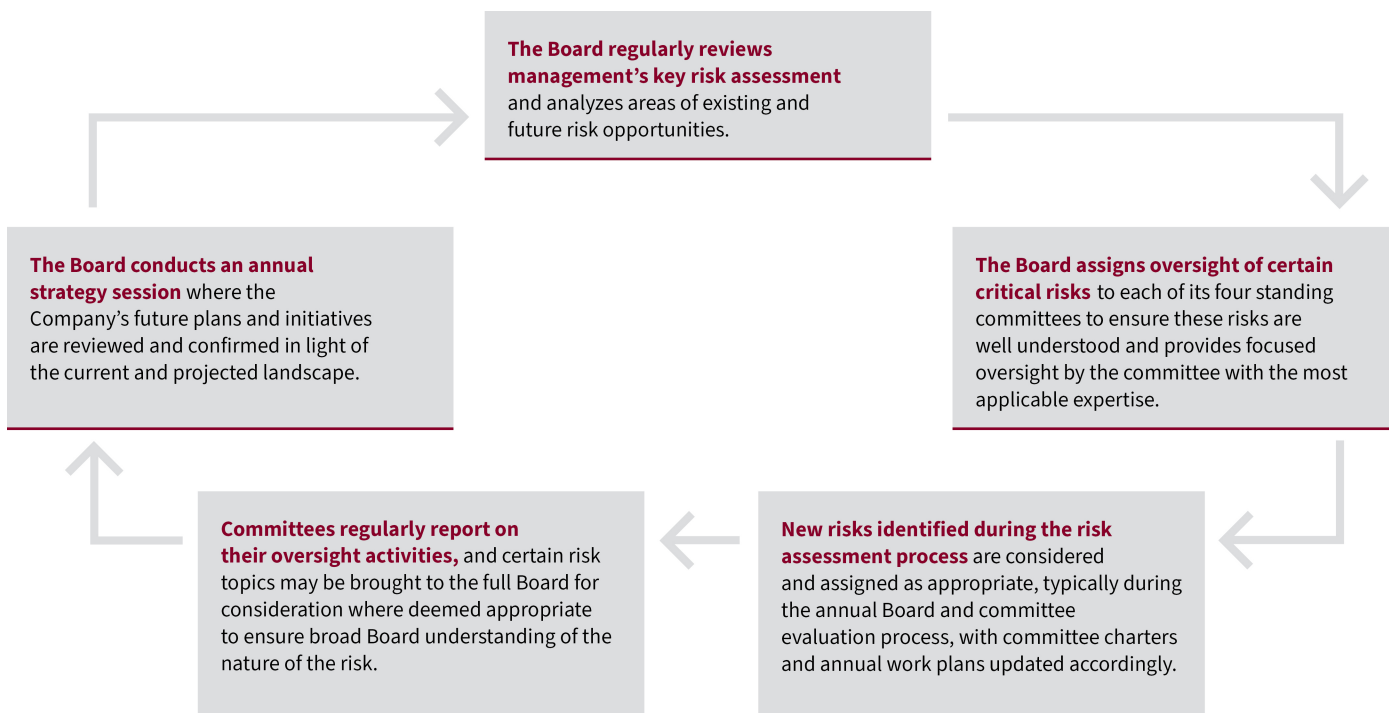 The Board regularly reviews
management’s key risk assessment
and analyzes areas of existing and
future risk opportunities.
The Board assigns oversight of certain
critical risks to each of its four standing
committees to ensure these risks are
well understood and provides focused
oversight by the committee with the most
applicable expertise.
New risks identified during the risk
assessment process are considered
and assigned as appropriate, typically during
the annual Board and committee
evaluation process, with committee charters
and annual work plans updated accordingly.
Committees regularly report on
their oversight activities, and certain risk
topics may be brought to the full Board for
consideration where deemed appropriate
to ensure broad Board understanding of the
nature of the risk.
The Board conducts an annual
strategy session where the
Company’s future plans and initiatives
are reviewed and confirmed in light of
the current and projected landscape.